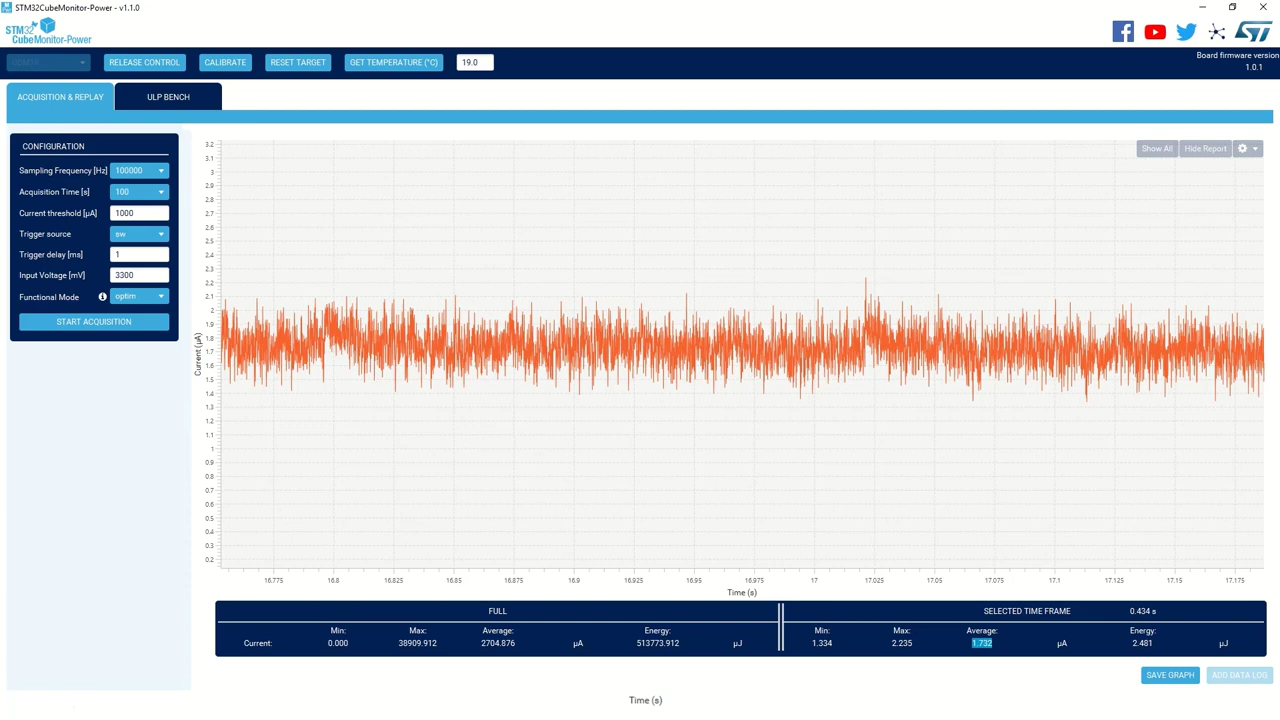 STM32CubeMonitor-Power - v1.1.0
STM32
CubeMonitor-Power
RELEASE CONTROL
CALIBRATE
RESET TARGET
GET TEMPERATURE (°C)
19.0
Board firmware version
1.0.1
ACQUISITION & REPLAY
ULP BENCH
CONFIGURATION
Sampling Frequency [Hz] 100000
Acquisition Time [s] 100
Current threshold [µA] 1000
Trigger source sw
Trigger delay [ms] 1
Input Voltage [mV] 3300
Functional Mode optim
START ACQUISITION
Show All
Hide Report
Current (µA)
3.2
3.1
3
2.9
2.8
2.7
2.6
2.5
2.4
2.3
2.2
2.1
2
1.9
1.8
1.7
1.6
1.5
1.4
1.3
1.2
1.1
1
0.9
0.8
0.7
0.6
0.5
0.4
0.3
0.2
16.775 16.8 16.825 16.85 16.875 16.9 16.925 16.95 16.975 17 17.025 17.05 17.075 17.1 17.125 17.15 17.175
Time (s)
FULL
Min: Max: Average: Energy:
Current: 0.000 38909.912 2704.876 µA 513773.912 µJ
SELECTED TIME FRAME 0.434 s
Min: Max: Average: Energy:
1.334 2.235 1.732 µA 2.481 µJ
SAVE GRAPH
ADD DATA LOG
Time (s)